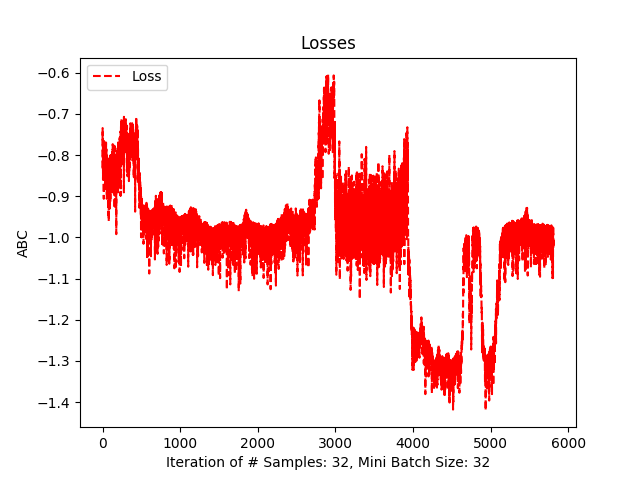 Losses
Loss
−0.6
−0.7
−0.8
−0.9
−1.0
−1.1
−1.2
−1.3
−1.4
ABC
0 1000 2000 3000 4000 5000 6000
Iteration of # Samples: 32, Mini Batch Size: 32